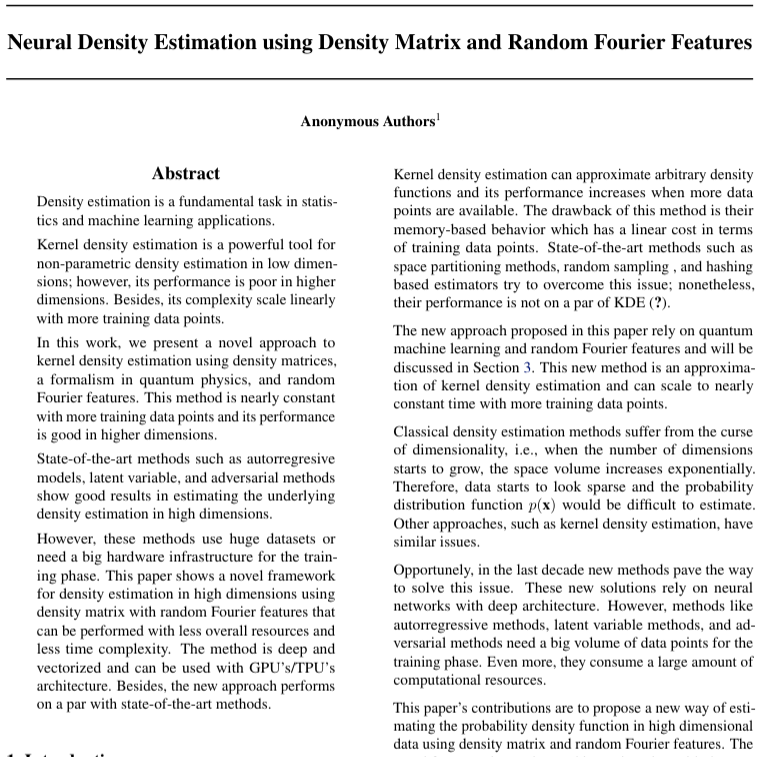 Neural Density Estimation using Density Matrix and Random Fourier Features
Anonymous Authors1
Abstract
Density estimation is a fundamental task in statis-
tics and machine learning applications.
Kernel density estimation is a powerful tool for
non-parametric density estimation in low dimen-
sions; however, its performance is poor in higher
dimensions. Besides, its complexity scale linearly
with more training data points.
In this work, we present a novel approach to
kernel density estimation using density matrices,
a formalism in quantum physics, and random
Fourier features. This method is nearly constant
with more training data points and its performance
is good in higher dimensions.
State-of-the-art methods such as autorregresive
models, latent variable, and adversarial methods
show good results in estimating the underlying
density estimation in high dimensions.
However, these methods use huge datasets or
need a big hardware infrastructure for the train-
ing phase. This paper shows a novel framework
for density estimation in high dimensions using
density matrix with random Fourier features that
can be performed with less overall resources and
less time complexity. The method is deep and
vectorized and can be used with GPU's/TPU's
architecture. Besides, the new approach performs
on a par with state-of-the-art methods.
Kernel density estimation can approximate arbitrary density
functions and its performance increases when more data
points are available. The drawback of this method is their
memory-based behavior which has a linear cost in terms
of training data points. State-of-the-art methods such as
space partitioning methods, random sampling , and hashing
based estimators try to overcome this issue; nonetheless,
their performance is not on a par of KDE (?).
The new approach proposed in this paper rely on quantum
machine learning and random Fourier features and will be
discussed in Section 3. This new method is an approxima-
tion of kernel density estimation and can scale to nearly
constant time with more training data points.
Classical density estimation methods suffer from the curse
of dimensionality, i.e., when the number of dimensions
starts to grow, the space volume increases exponentially.
Therefore, data starts to look sparse and the probability
distribution function p(x) would be difficult to estimate.
Other approaches, such as kernel density estimation, have
similar issues.
Opportunely, in the last decade new methods pave the way
to solve this issue. These new solutions rely on neural
networks with deep architecture. However, methods like
autorregressive methods, latent variable methods, and ad-
versarial methods need a big volume of data points for the
training phase. Even more, they consume a large amount of
computational resources.
This paper's contributions are to propose a new way of esti-
mating the probability density function in high dimensional
data using density matrix and random Fourier features. The